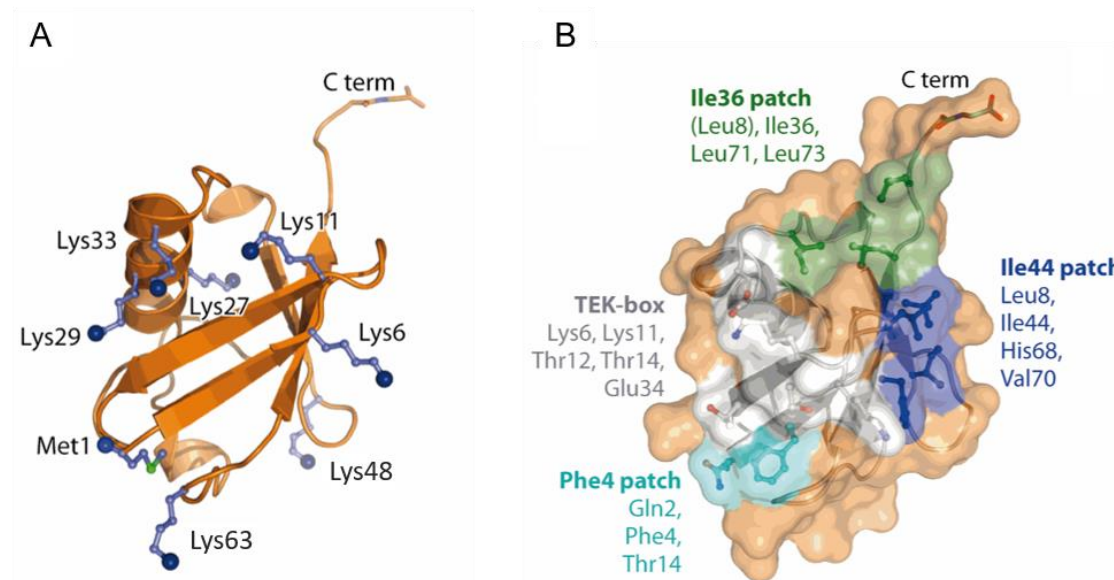 A
C term
Lys11
Lys33
Lys27
Lys29
Lys6
Met1
Lys48
Lys63
B
C term
Ile36 patch
(Leu8), Ile36,
Leu71, Leu73
Ile44 patch
Leu8,
Ile44,
His68,
Val70
TEK-box
Lys6, Lys11,
Thr12, Thr14,
Glu34
Phe4 patch
Gln2,
Phe4,
Thr14